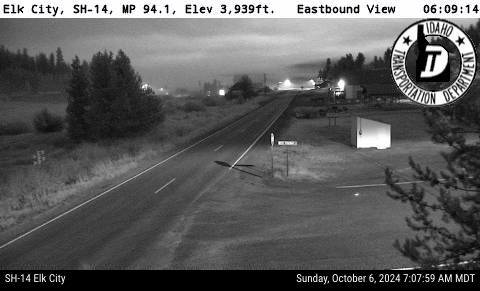 Elk City, SH-14, MP 94.1, Elev 3,939ft. Eastbound View 06:09:14
IDAHO
TRANSPORTATION DEPARTMENT
SH-14 Elk City Sunday, October 6, 2024 7:07:59 AM MDT